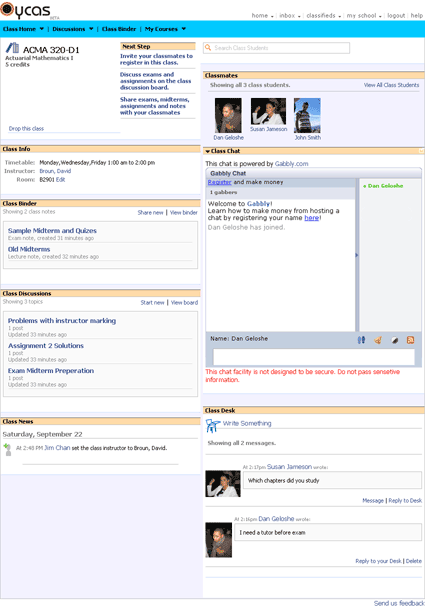 Oycas BETA
home inbox classifieds my school logout help
Class Home Discussions Class Binder My Courses
ACMA 320-D1
Actuarial Mathematics I
5 credits
Drop this class
Next Step
Invite your classmates to register in this class.
Discuss exams and assignments on the class discussion board.
Share exams, midterms, assignments and notes with your classmates
Class Info
Timetable: Monday,Wednesday,Friday 1:00 am to 2:00 pm
Instructor: Broun, David
Room: B2901 Edit
Class Binder
Showing 2 class notes Share new | View binder
Sample Midterm and Quizes
Exam note, created 31 minutes ago
Old Midterms
Lecture note, created 32 minutes ago
Class Discussions
Showing 3 topics Start new | View board
Problems with instructor marking
1 post
Updated 33 minutes ago
Assignment 2 Solutions
1 post
Updated 33 minutes ago
Exam Midterm Preperation
1 post
Updated 33 minutes ago
Class News
Saturday, September 22
At 2:48 PM Jim Chan set the class instructor to Broun, David.
Search Class Students
Classmates
Showing all 3 class students. View All Class Students
Dan Geloshe
Susan Jameson
John Smith
Class Chat
This chat is powered by Gabbly.com
Gabbly Chat
Register and make money
1 gabbers
Welcome to Gabbly!
Learn how to make money from hosting a
chat by registering your name here!
Dan Geloshe has joined.
Dan Geloshe
Name: Dan Geloshe
This chat facility is not designed to be secure. Do not pass sensetive
information.
Class Desk
Write Something
Showing all 2 messages.
At 2:17pm Susan Jameson wrote:
Which chapters did you study
Message | Reply to Desk
At 2:16pm Dan Geloshe wrote:
I need a tutor before exam
Reply to your Desk | Delete
Send us feedback